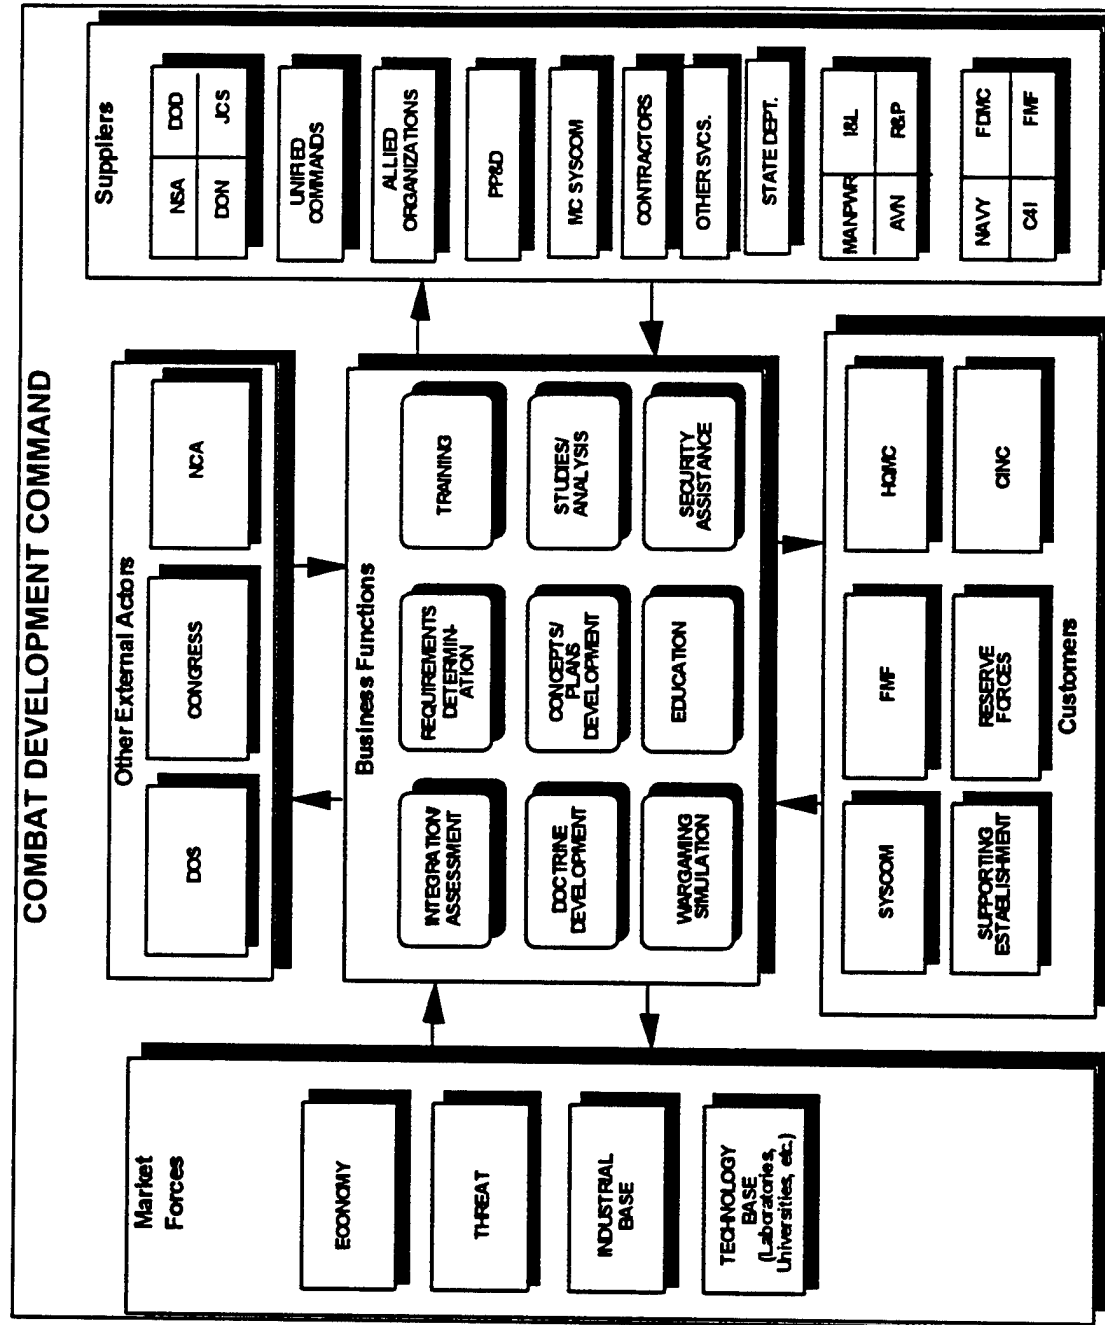 COMBAT DEVELOPMENT COMMAND
Market
Forces
ECONOMY
THREAT
INDUSTRIAL
BASE
TECHNOLOGY
BASE
(Laboratories,
Universities, etc.)
Other External Actors
DOS
CONGRESS
NCA
Business Functions
INTEGRATION/
ASSESSMENT
REQUIREMENTS
DETERMIN-
ATION
TRAINING
DOCTRINE
DEVELOPMENT
CONCEPTS/
PLANS
DEVELOPMENT
STUDIES/
ANALYSIS
WARGAMING
SIMULATION
EDUCATION
SECURITY
ASSISTANCE
SYSCOM
FMF
HQMC
SUPPORTING
ESTABLISHMENT
RESERVE
FORCES
CINC
Customers
Suppliers
NSA
DOD
DON
JCS
UNIFIED
COMMANDS
ALLIED
ORGANIZATIONS
PP&D
MC SYSCOM
CONTRACTORS
OTHER SVCS.
STATE DEPT.
MANPWR
I&L
AVN
R&P
NAVY
FDMC
C4I
FMF